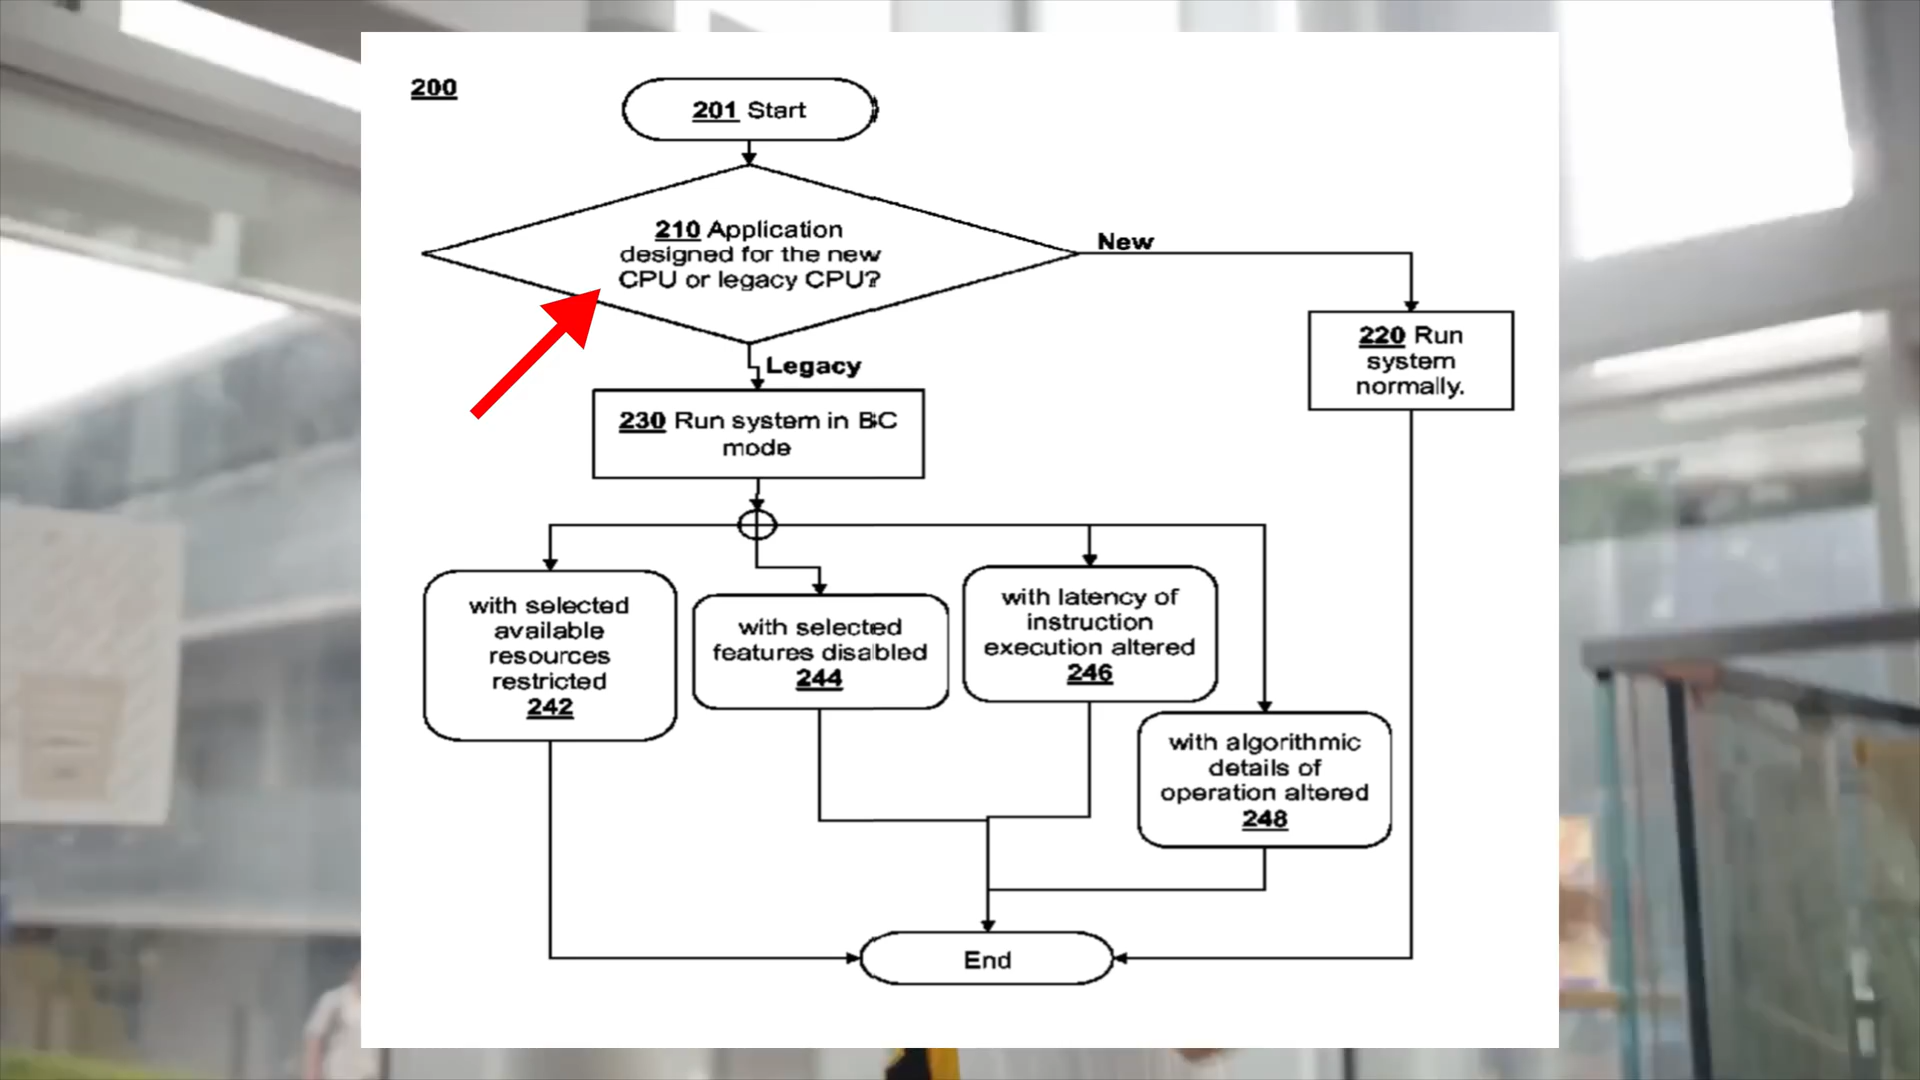 200
201 Start
210 Application
designed for the new
CPU or legacy CPU?
New
220 Run
system
normally.
Legacy
230 Run system in BC
mode
with selected
available
resources
restricted
242
with selected
features disabled
244
with latency of
instruction
execution altered
246
with algorithmic
details of
operation altered
248
End